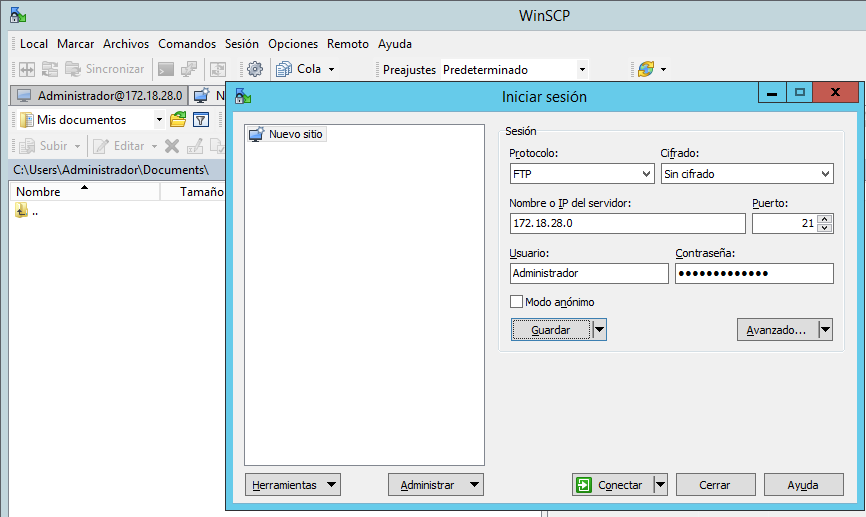 WinSCP
Local Marcar Archivos Comandos Sesión Opciones Remoto Ayuda
Sincronizar Cola Preajustes Predeterminado
Administrador@172.18.28.0 N
Iniciar sesión
Mis documentos
Subir Editar
C:\Users\Administrador\Documents\
Nombre Tamaño
..
Nuevo sitio
Sesión
Protocolo: Cifrado:
FTP Sin cifrado
Nombre o IP del servidor: Puerto:
172.18.28.0 21
Usuario: Contraseña:
Administrador ●●●●●●●●●●●●●
Modo anónimo
Guardar Avanzado...
Herramientas Administrar Conectar Cerrar Ayuda